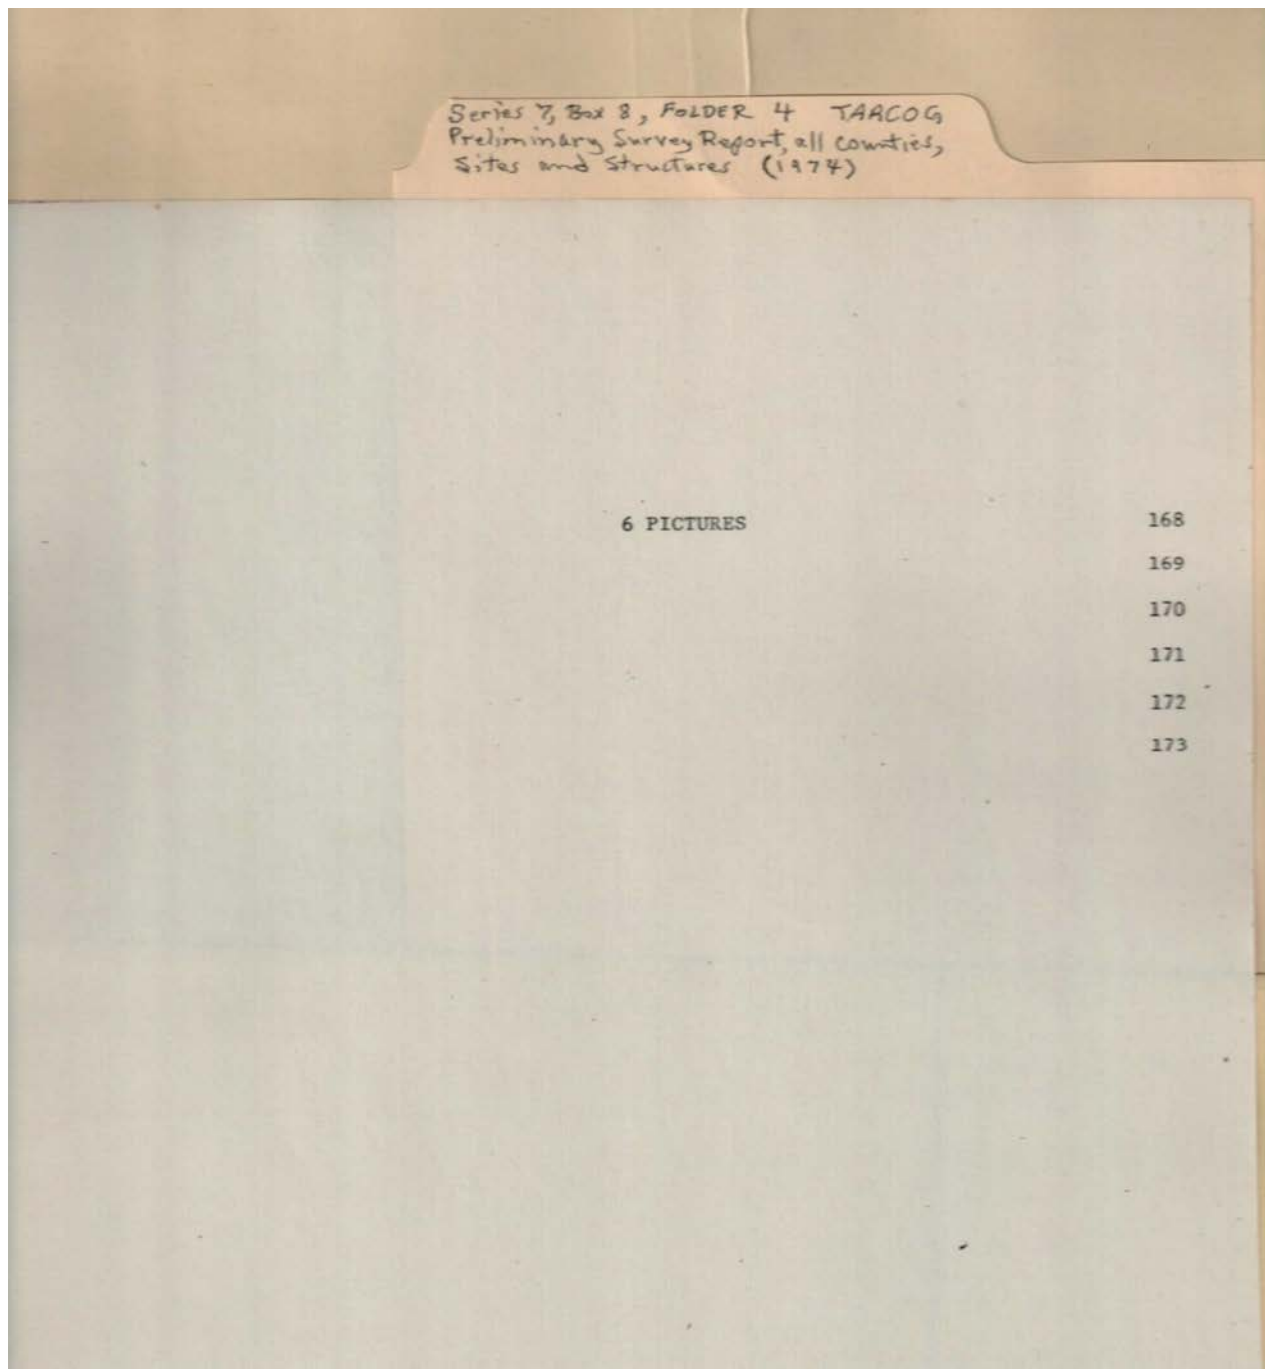 Series 7, Box 8, FOLDER 4 TARCOG
Preliminary Survey Report, all counties,
Sites and Structures (1974)
6 PICTURES 168
169
170
171
172
173